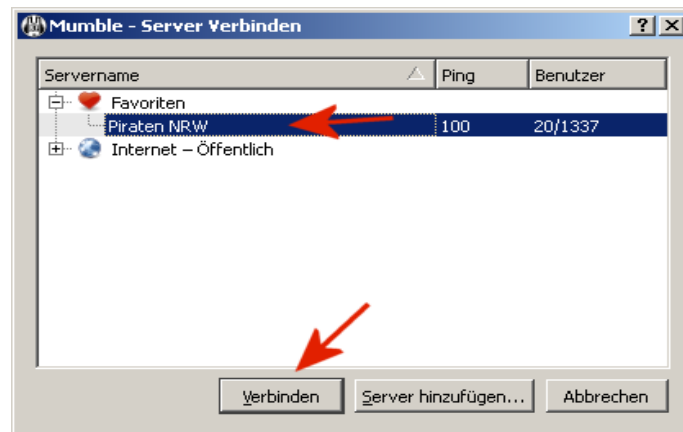 Mumble - Server Verbinden
Servername Ping Benutzer
Favoriten
Piraten NRW 100 20/1337
Internet – Öffentlich
Verbinden Server hinzufügen... Abbrechen